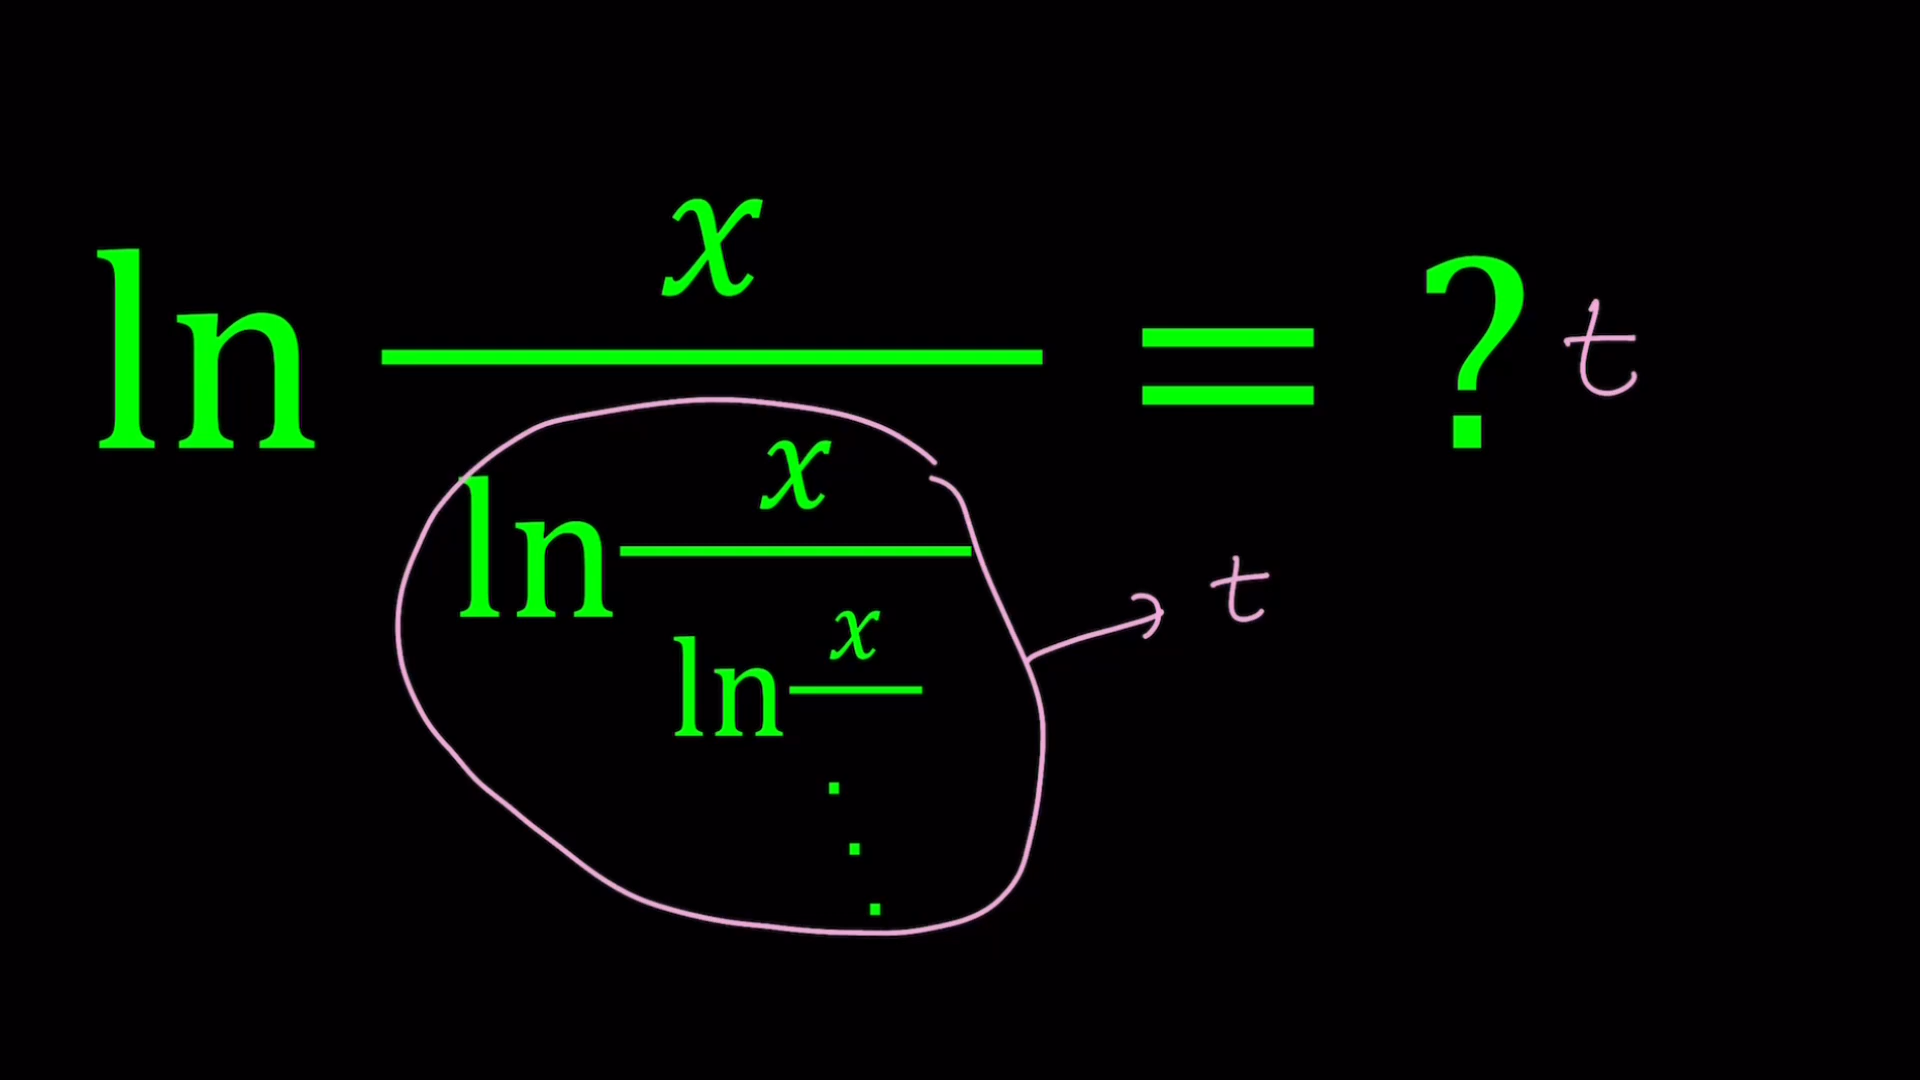 x
ln ─── = ? t
x
ln ─── t
x
ln ───
.
.
.